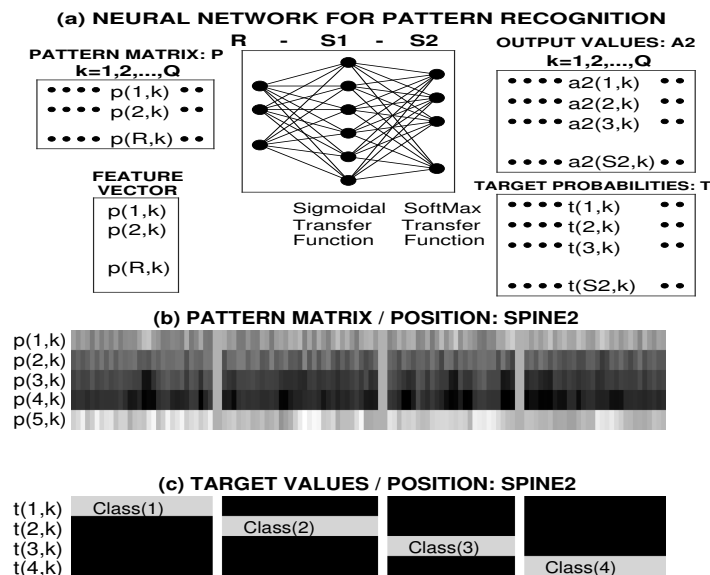 (a) NEURAL NETWORK FOR PATTERN RECOGNITION
R - S1 - S2
PATTERN MATRIX: P
k=1,2,...,Q
p(1,k)
p(2,k)
p(R,k)
FEATURE
VECTOR
p(1,k)
p(2,k)
p(R,k)
Sigmoidal
Transfer
Function
SoftMax
Transfer
Function
OUTPUT VALUES: A2
k=1,2,...,Q
a2(1,k)
a2(2,k)
a2(3,k)
a2(S2,k)
TARGET PROBABILITIES: T
t(1,k)
t(2,k)
t(3,k)
t(S2,k)
(b) PATTERN MATRIX / POSITION: SPINE2
p(1,k)
p(2,k)
p(3,k)
p(4,k)
p(5,k)
(c) TARGET VALUES / POSITION: SPINE2
t(1,k) Class(1)
t(2,k) Class(2)
t(3,k) Class(3)
t(4,k) Class(4)